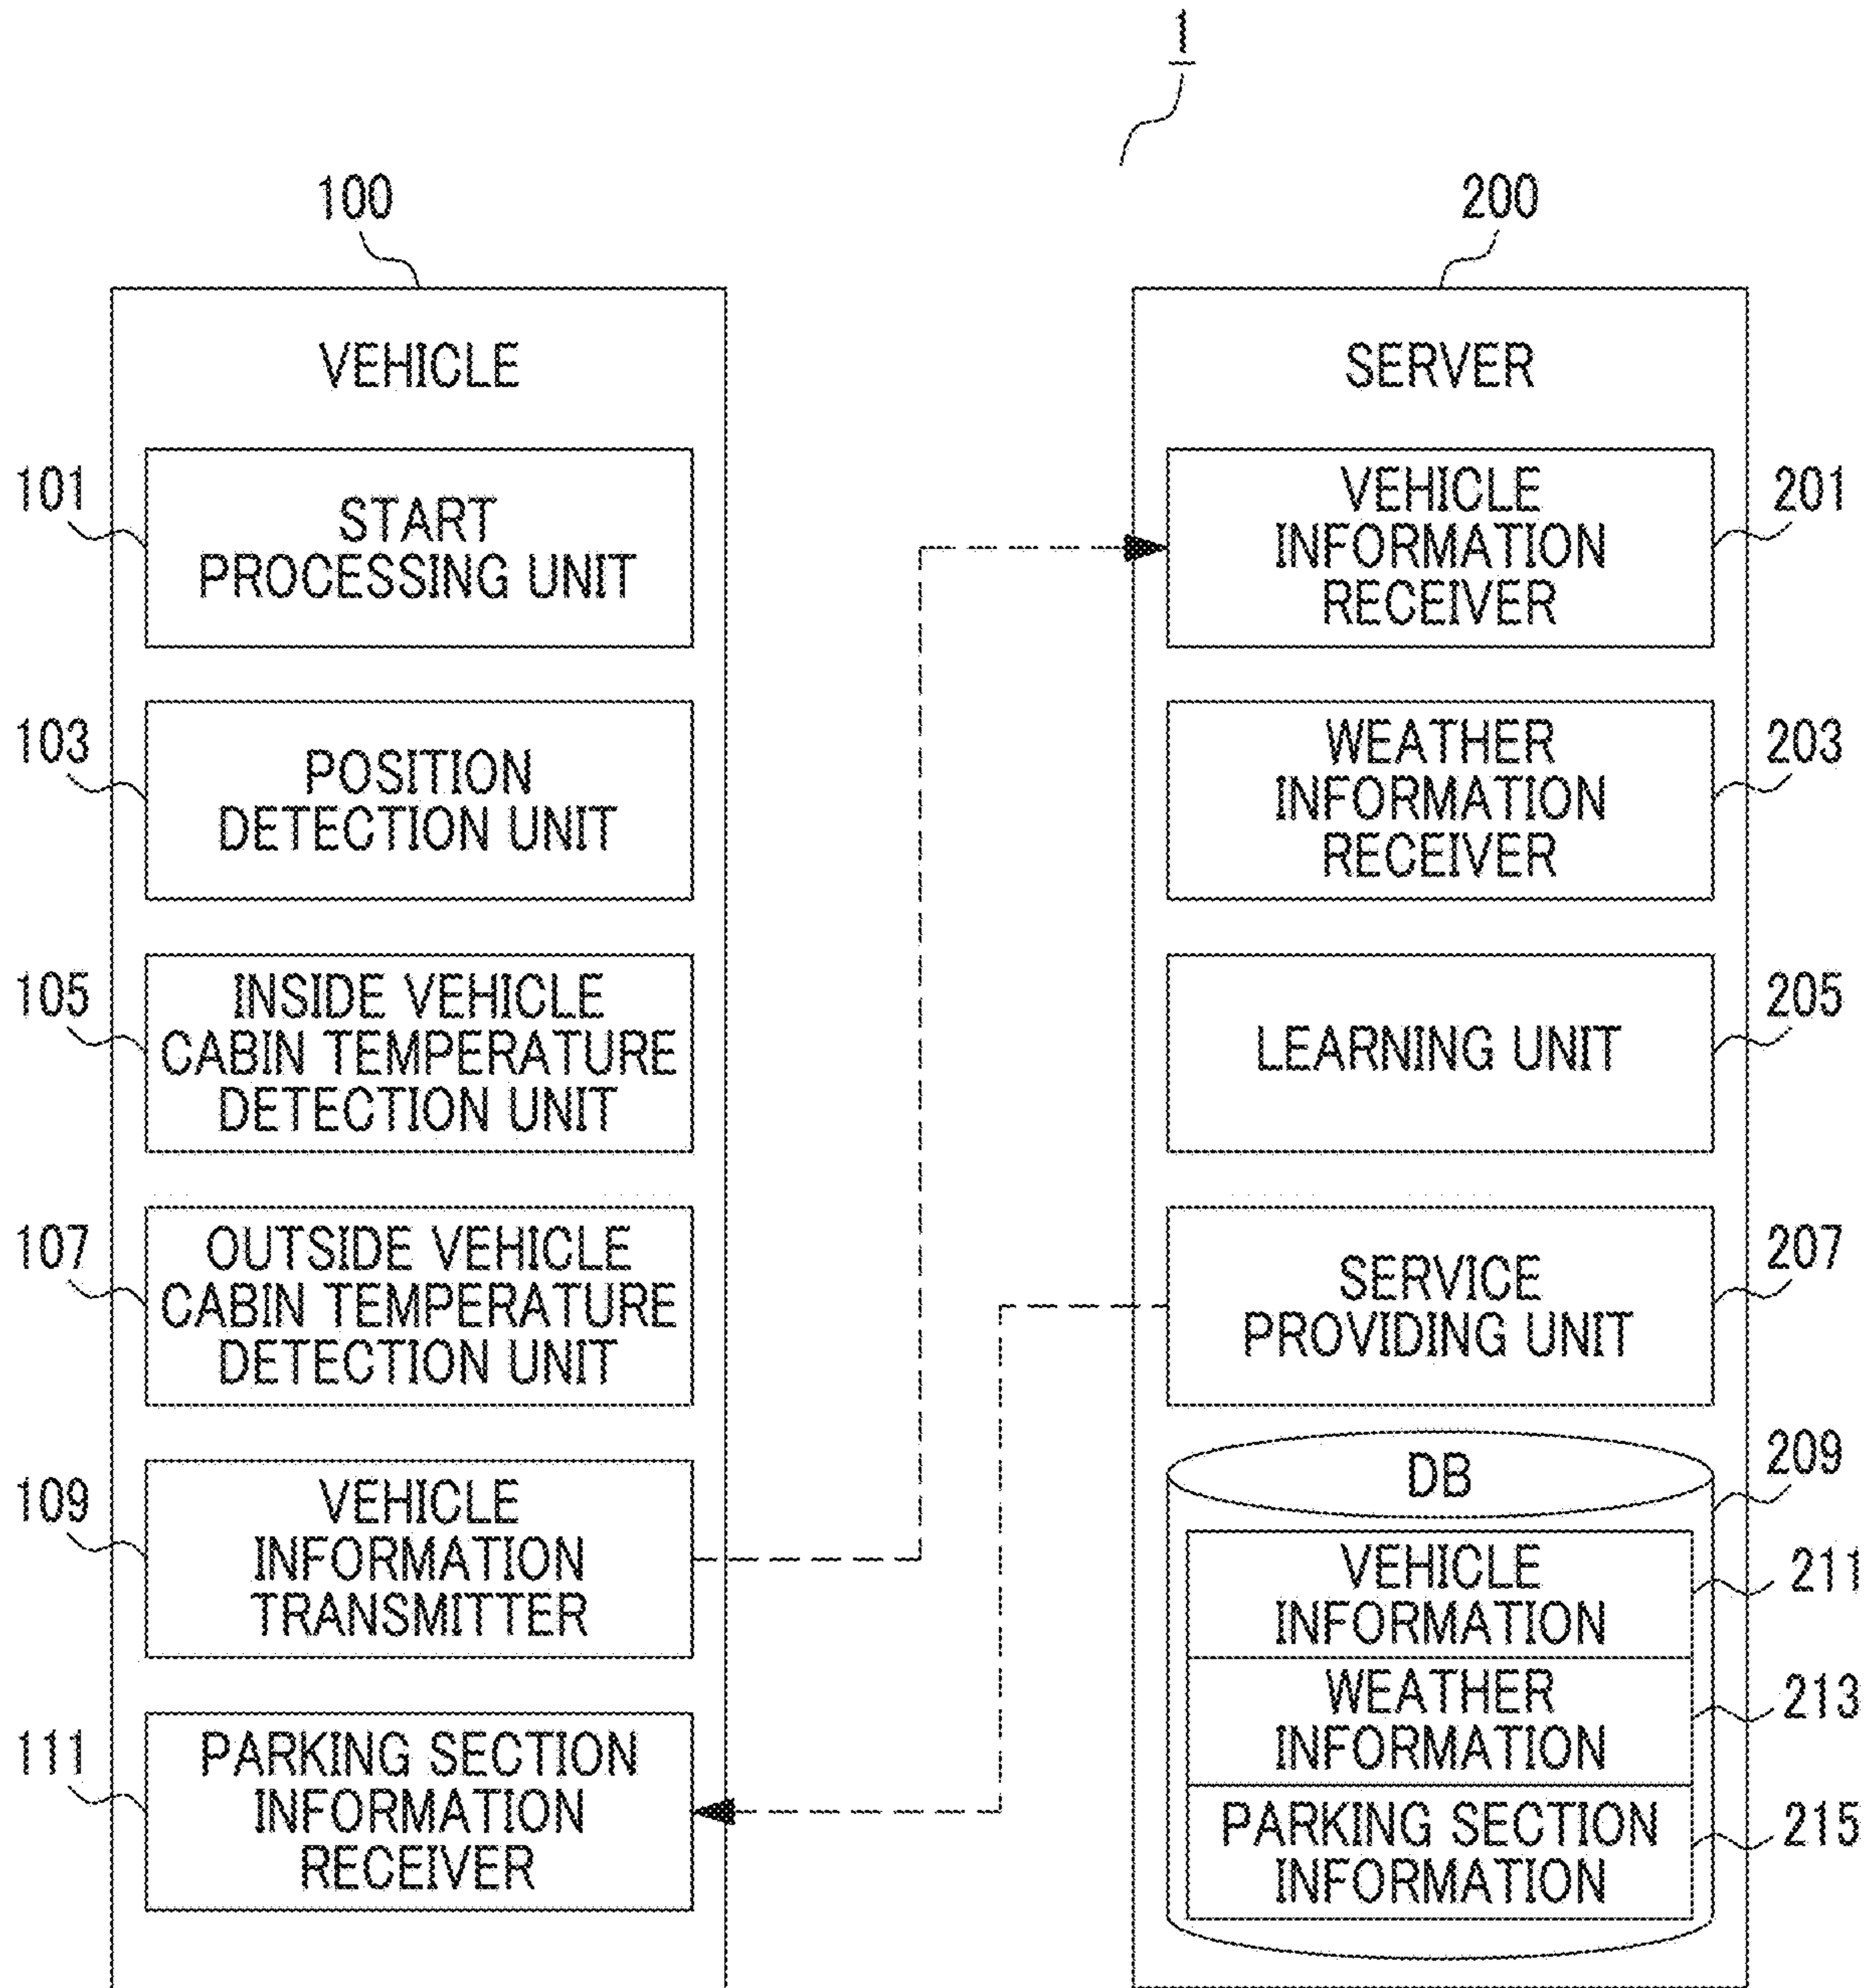 1
100
VEHICLE
101
START
PROCESSING UNIT
103
POSITION
DETECTION UNIT
105
INSIDE VEHICLE
CABIN TEMPERATURE
DETECTION UNIT
107
OUTSIDE VEHICLE
CABIN TEMPERATURE
DETECTION UNIT
109
VEHICLE
INFORMATION
TRANSMITTER
111
PARKING SECTION
INFORMATION
RECEIVER
200
SERVER
VEHICLE
INFORMATION
RECEIVER
201
WEATHER
INFORMATION
RECEIVER
203
LEARNING UNIT
205
SERVICE
PROVIDING UNIT
207
DB
209
VEHICLE
INFORMATION
211
WEATHER
INFORMATION
213
PARKING SECTION
INFORMATION
215